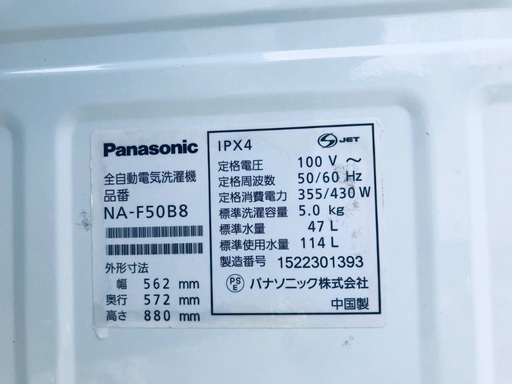 Panasonic
全自動電気洗濯機
品番
NA-F50B8
外形寸法
幅 562 mm
奥行 572 mm
高さ 880 mm
IPX4
S JET
定格電圧 100 V ～
定格周波数 50/60 Hz
定格消費電力 355/430 W
標準洗濯容量 5.0 kg
標準水量 47 L
標準使用水量 114 L
製造番号 1522301393
PSE パナソニック株式会社
中国製